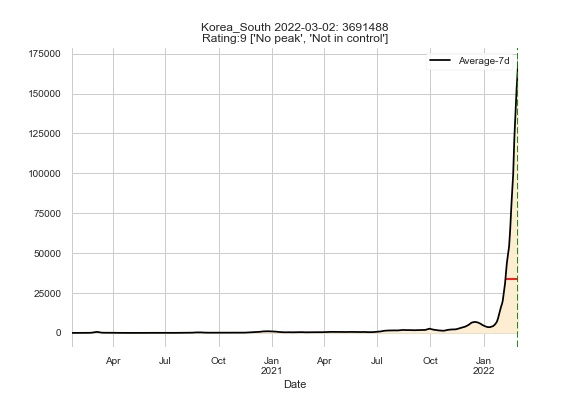 Korea_South 2022-03-02: 3691488
Rating:9 ['No peak', 'Not in control']
Average-7d
175000
150000
125000
100000
75000
50000
25000
0
Apr Jul Oct Jan Apr Jul Oct Jan
2021 2022
Date